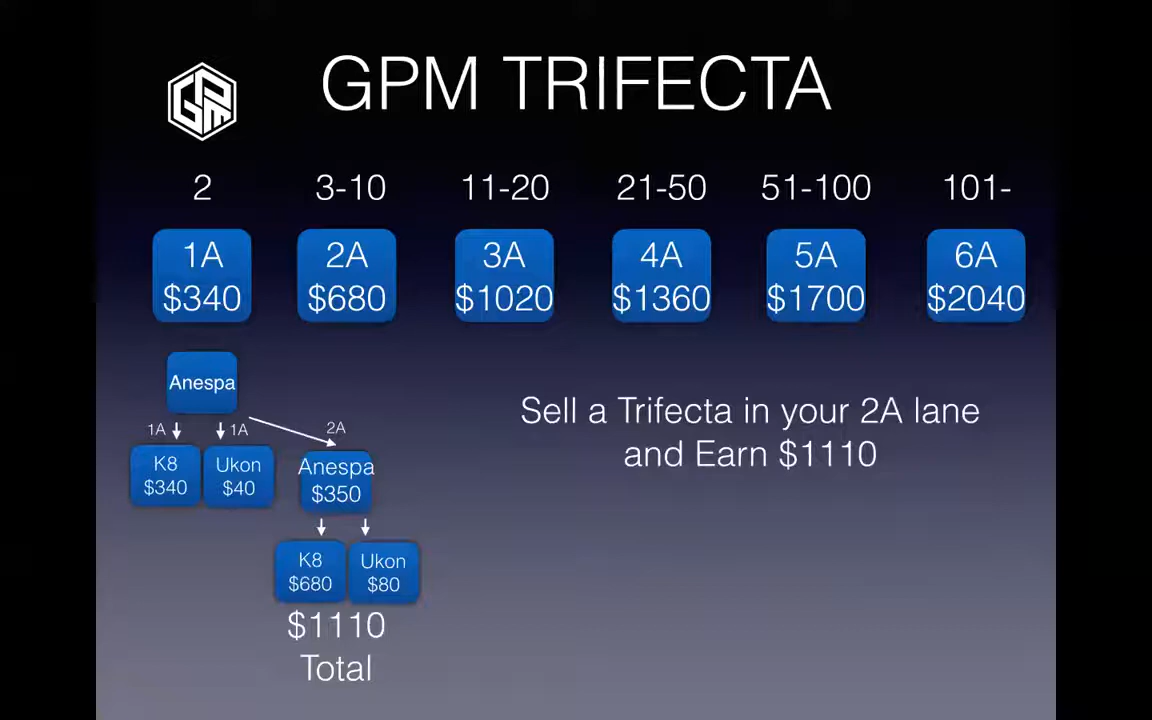 GPM
GPM TRIFECTA
2 3-10 11-20 21-50 51-100 101-
1A 2A 3A 4A 5A 6A
$340 $680 $1020 $1360 $1700 $2040
Anespa
1A 1A 2A
K8
$340
Ukon
$40
Anespa
$350
K8
$680
Ukon
$80
$1110
Total
Sell a Trifecta in your 2A lane
and Earn $1110